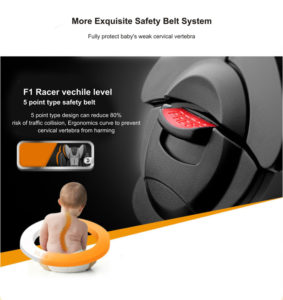 More Exquisite Safety Belt System
Fully protect baby's weak cervical vertebra
F1 Racer vechile level
5 point type safety belt
5 point type design can reduce 80%
risk of traffic collision, Ergonomics curve to prevent
cervical vertebra from harming